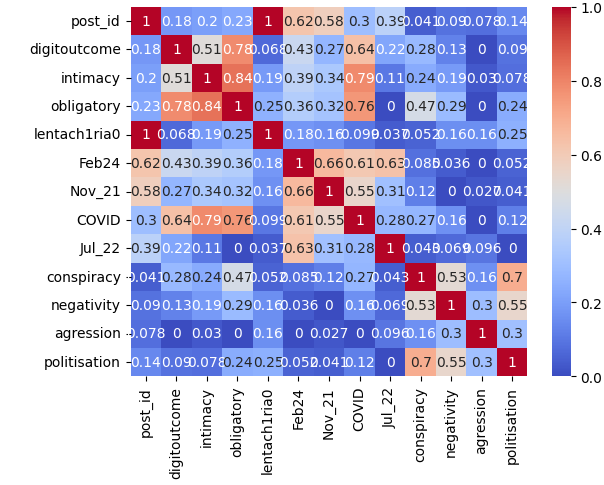 post_id 1 0.18 0.2 0.23 1 0.62 0.58 0.3 0.39 0.041 0.09 0.078 0.14
digitoutcome 0.18 1 0.51 0.78 0.068 0.43 0.27 0.64 0.22 0.28 0.13 0 0.09
intimacy 0.2 0.51 1 0.84 0.19 0.39 0.34 0.79 0.11 0.24 0.19 0.03 0.078
obligatory 0.23 0.78 0.84 1 0.25 0.36 0.32 0.76 0 0.47 0.29 0 0.24
lentach1ria0 1 0.068 0.19 0.25 1 0.18 0.16 0.099 0.037 0.052 0.16 0.16 0.25
Feb24 0.62 0.43 0.39 0.36 0.18 1 0.66 0.61 0.63 0.085 0.036 0 0.052
Nov_21 0.58 0.27 0.34 0.32 0.16 0.66 1 0.55 0.31 0.12 0 0.027 0.041
COVID 0.3 0.64 0.79 0.76 0.099 0.61 0.55 1 0.28 0.27 0.16 0 0.12
Jul_22 0.39 0.22 0.11 0 0.037 0.63 0.31 0.28 1 0.043 0.069 0.096 0
conspiracy 0.041 0.28 0.24 0.47 0.052 0.085 0.12 0.27 0.043 1 0.53 0.16 0.7
negativity 0.09 0.13 0.19 0.29 0.16 0.036 0 0.16 0.069 0.53 1 0.3 0.55
agression 0.078 0 0.03 0 0.16 0 0.027 0 0.096 0.16 0.3 1 0.3
politisation 0.14 0.09 0.078 0.24 0.25 0.052 0.041 0.12 0 0.7 0.55 0.3 1
post_id
digitoutcome
intimacy
obligatory
lentach1ria0
Feb24
Nov_21
COVID
Jul_22
conspiracy
negativity
agression
politisation
1.0
0.8
0.6
0.4
0.2
0.0